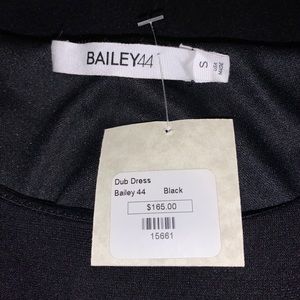 BAILEY44
S
USA
MADE
Dub Dress
Bailey 44 Black
$165.00
15661